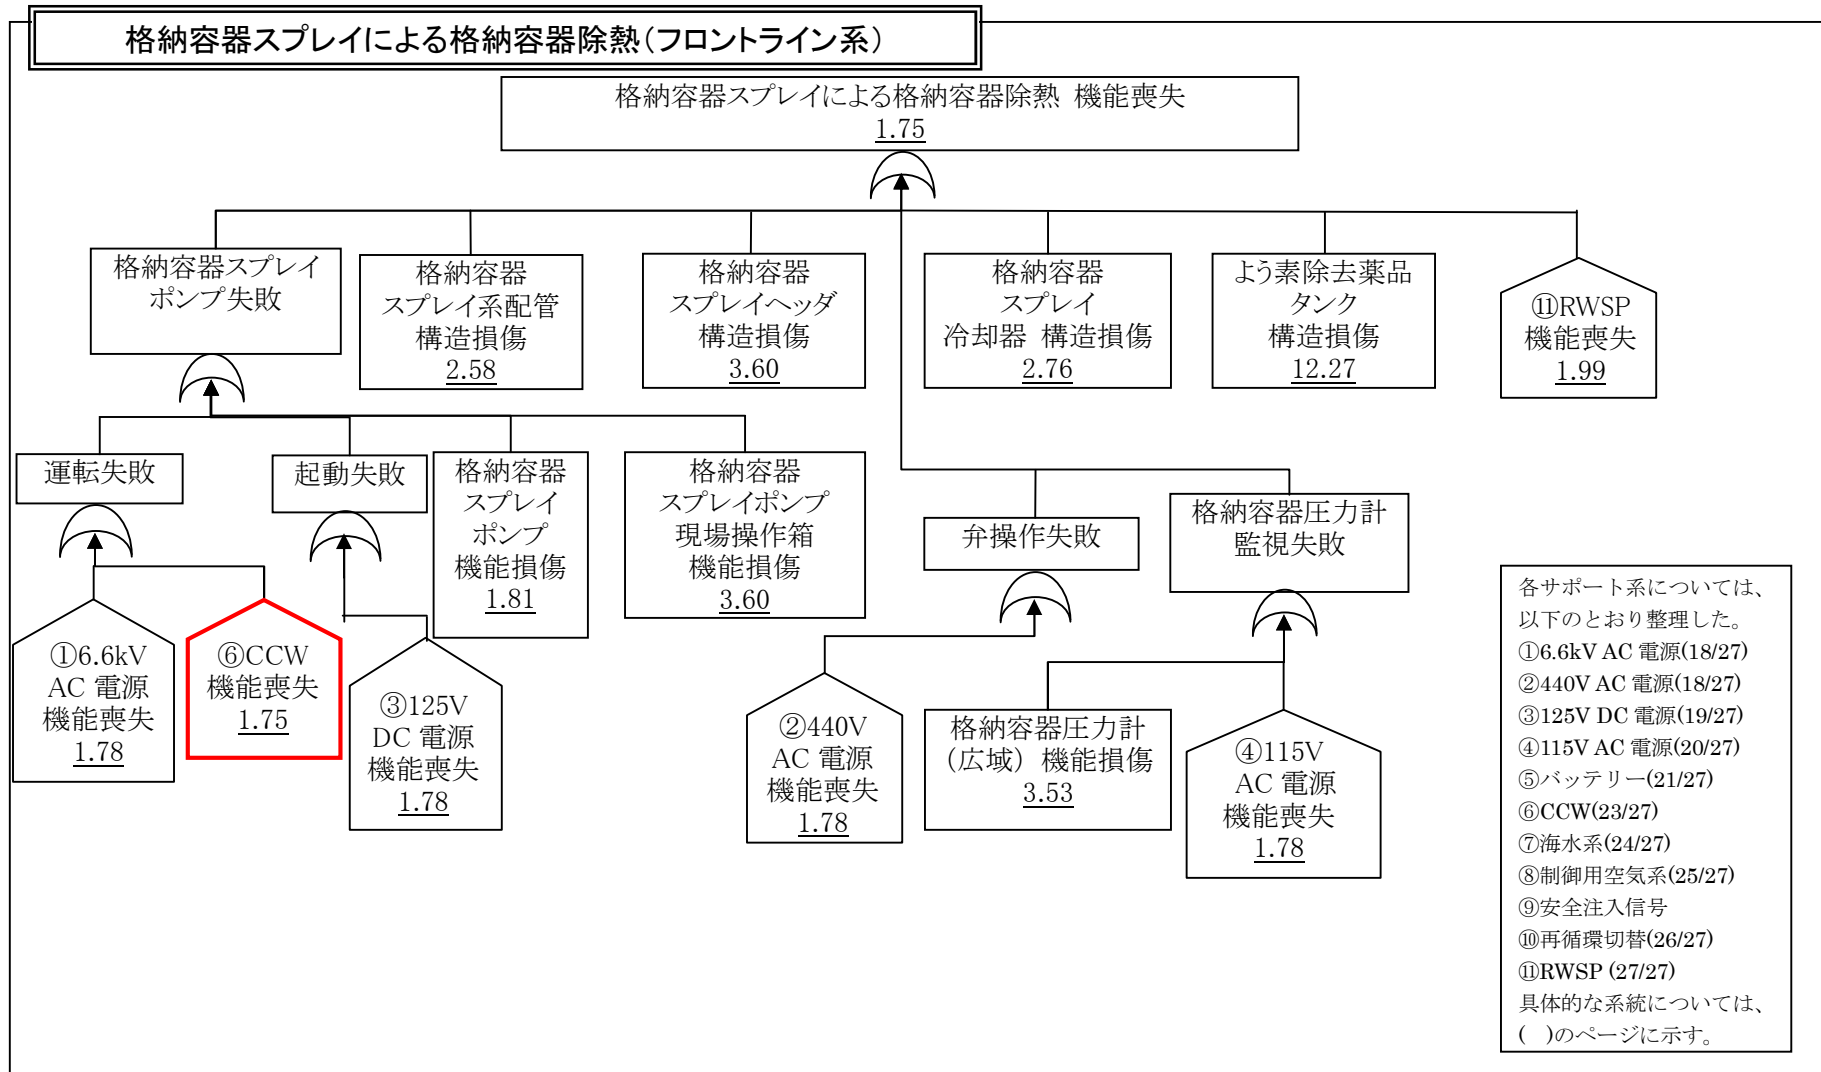 格納容器スプレイによる格納容器除熱(フロントライン系)
格納容器スプレイによる格納容器除熱 機能喪失
1.75
格納容器スプレイ
ポンプ失敗
格納容器
スプレイ系配管
構造損傷
2.58
格納容器
スプレイヘッダ
構造損傷
3.60
格納容器
スプレイ
冷却器 構造損傷
2.76
よう素除去薬品
タンク
構造損傷
12.27
⑪RWSP
機能喪失
1.99
運転失敗
起動失敗
格納容器
スプレイ
ポンプ
機能損傷
1.81
格納容器
スプレイポンプ
現場操作箱
機能損傷
3.60
弁操作失敗
格納容器圧力計
監視失敗
①6.6kV
AC 電源
機能喪失
1.78
⑥CCW
機能喪失
1.75
③125V
DC 電源
機能喪失
1.78
②440V
AC 電源
機能喪失
1.78
格納容器圧力計
(広域) 機能損傷
3.53
④115V
AC 電源
機能喪失
1.78
各サポート系については、
以下のとおり整理した。
①6.6kV AC 電源(18/27)
②440V AC 電源(18/27)
③125V DC 電源(19/27)
④115V AC 電源(20/27)
⑤バッテリー(21/27)
⑥CCW(23/27)
⑦海水系(24/27)
⑧制御用空気系(25/27)
⑨安全注入信号
⑩再循環切替(26/27)
⑪RWSP (27/27)
具体的な系統については、
( )のページに示す。